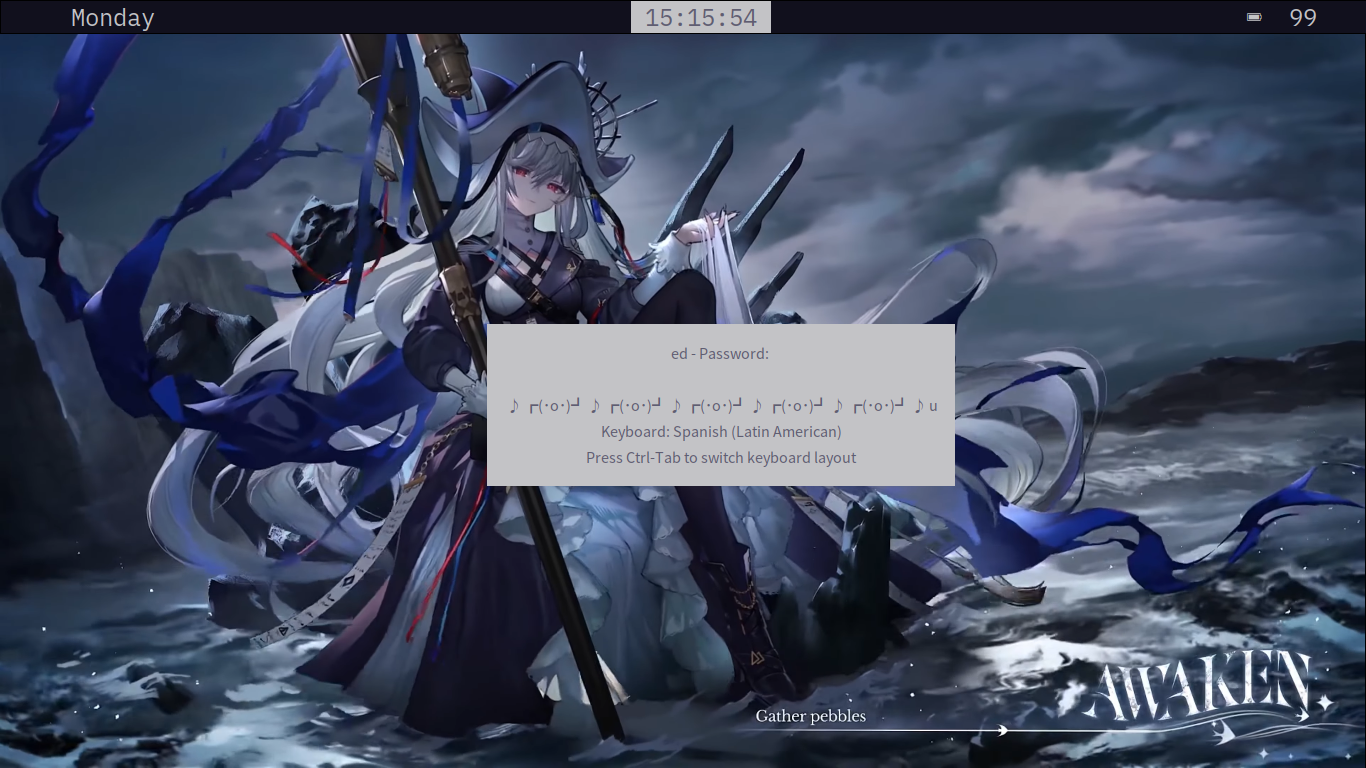 Monday
15:15:54
99
ed - Password:
♪ ┏(・o・)┛ ♪ ┏(・o・)┛ ♪ ┏(・o・)┛ ♪ ┏(・o・)┛ ♪ ┏(・o・)┛ ♪ u
Keyboard: Spanish (Latin American)
Press Ctrl-Tab to switch keyboard layout
AWAKEN
Gather pebbles